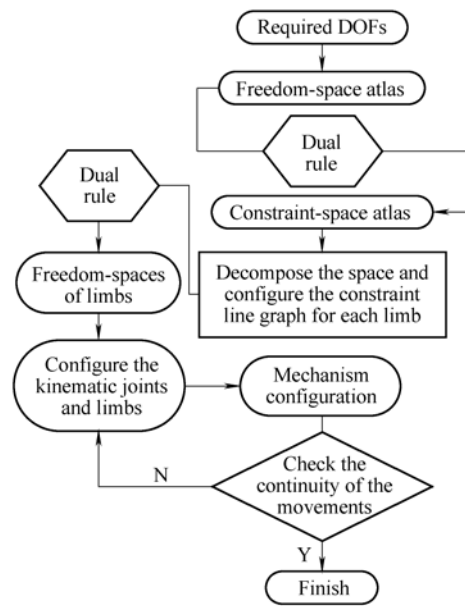 Required DOFs
Freedom-space atlas
Dual
rule
Dual
rule
Constraint-space atlas
Decompose the space and
configure the constraint
line graph for each limb
Freedom-spaces
of limbs
Configure the
kinematic joints
and limbs
Mechanism
configuration
Check the
continuity of the
movements
N
Y
Finish